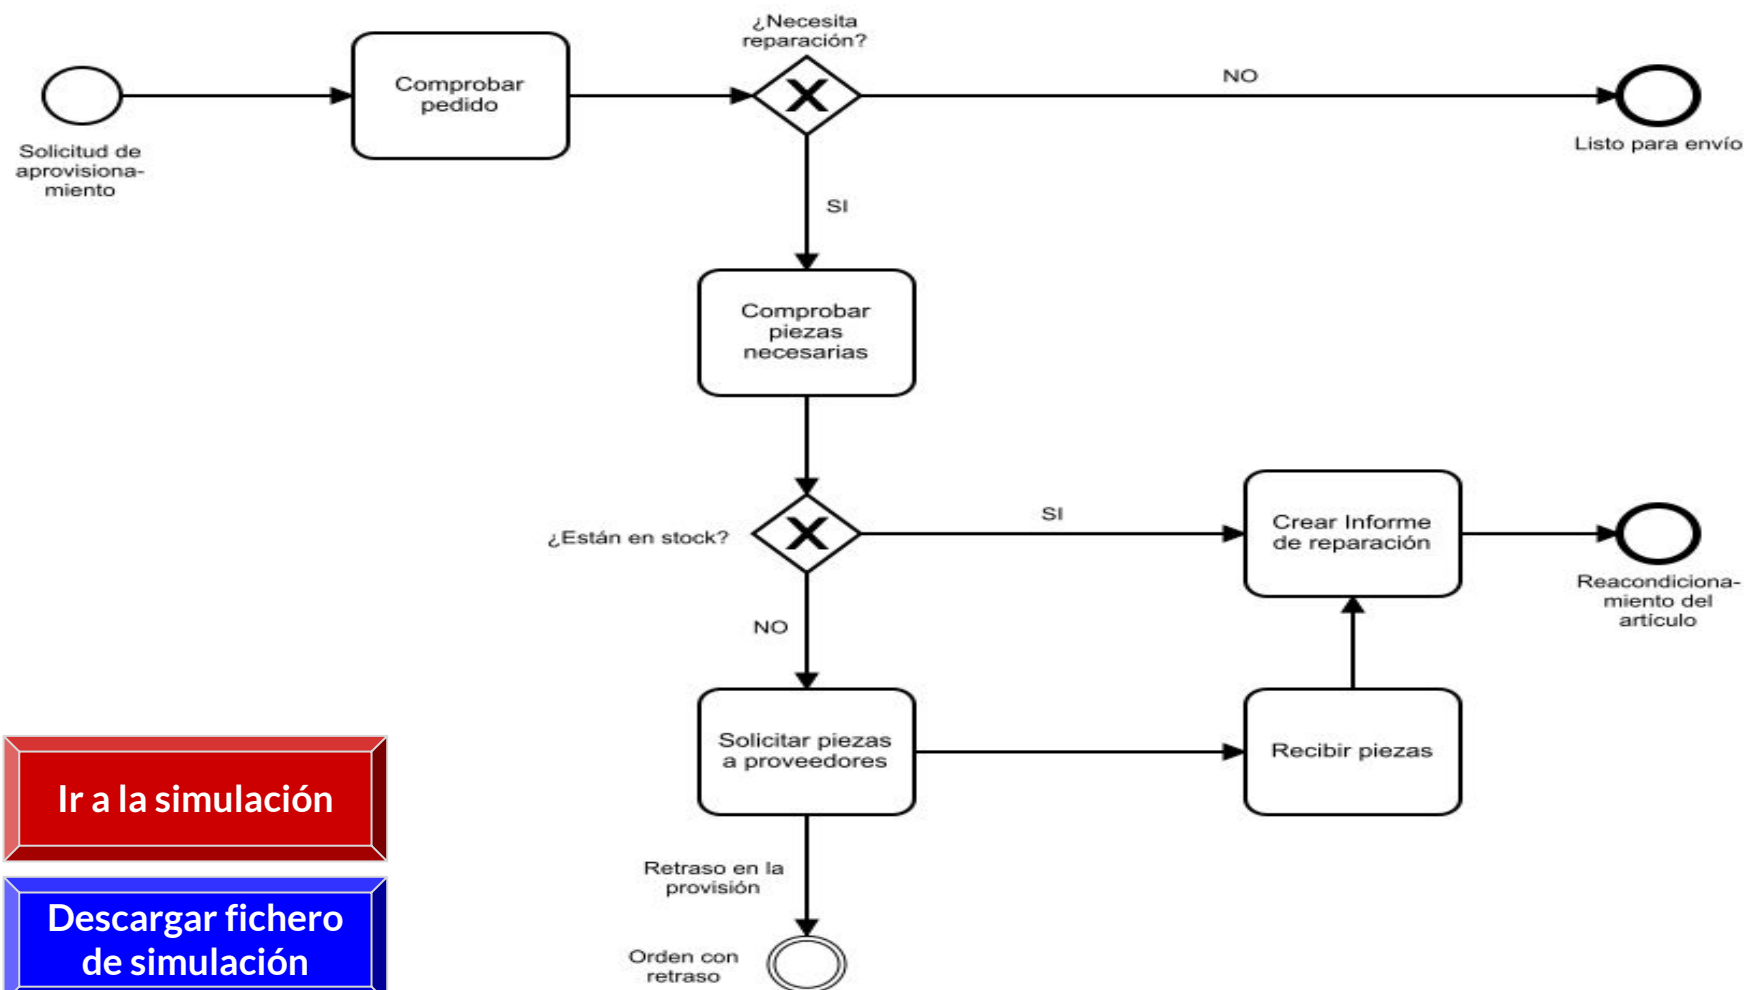 ¿Necesita
reparación?
Comprobar
pedido
NO
Solicitud de
aprovisiona-
miento
Listo para envío
SI
Comprobar
piezas
necesarias
¿Están en stock?
SI
Crear Informe
de reparación
Reacondiciona-
miento del
artículo
NO
Solicitar piezas
a proveedores
Recibir piezas
Ir a la simulación
Retraso en la
provisión
Descargar fichero
de simulación
Orden con
retraso